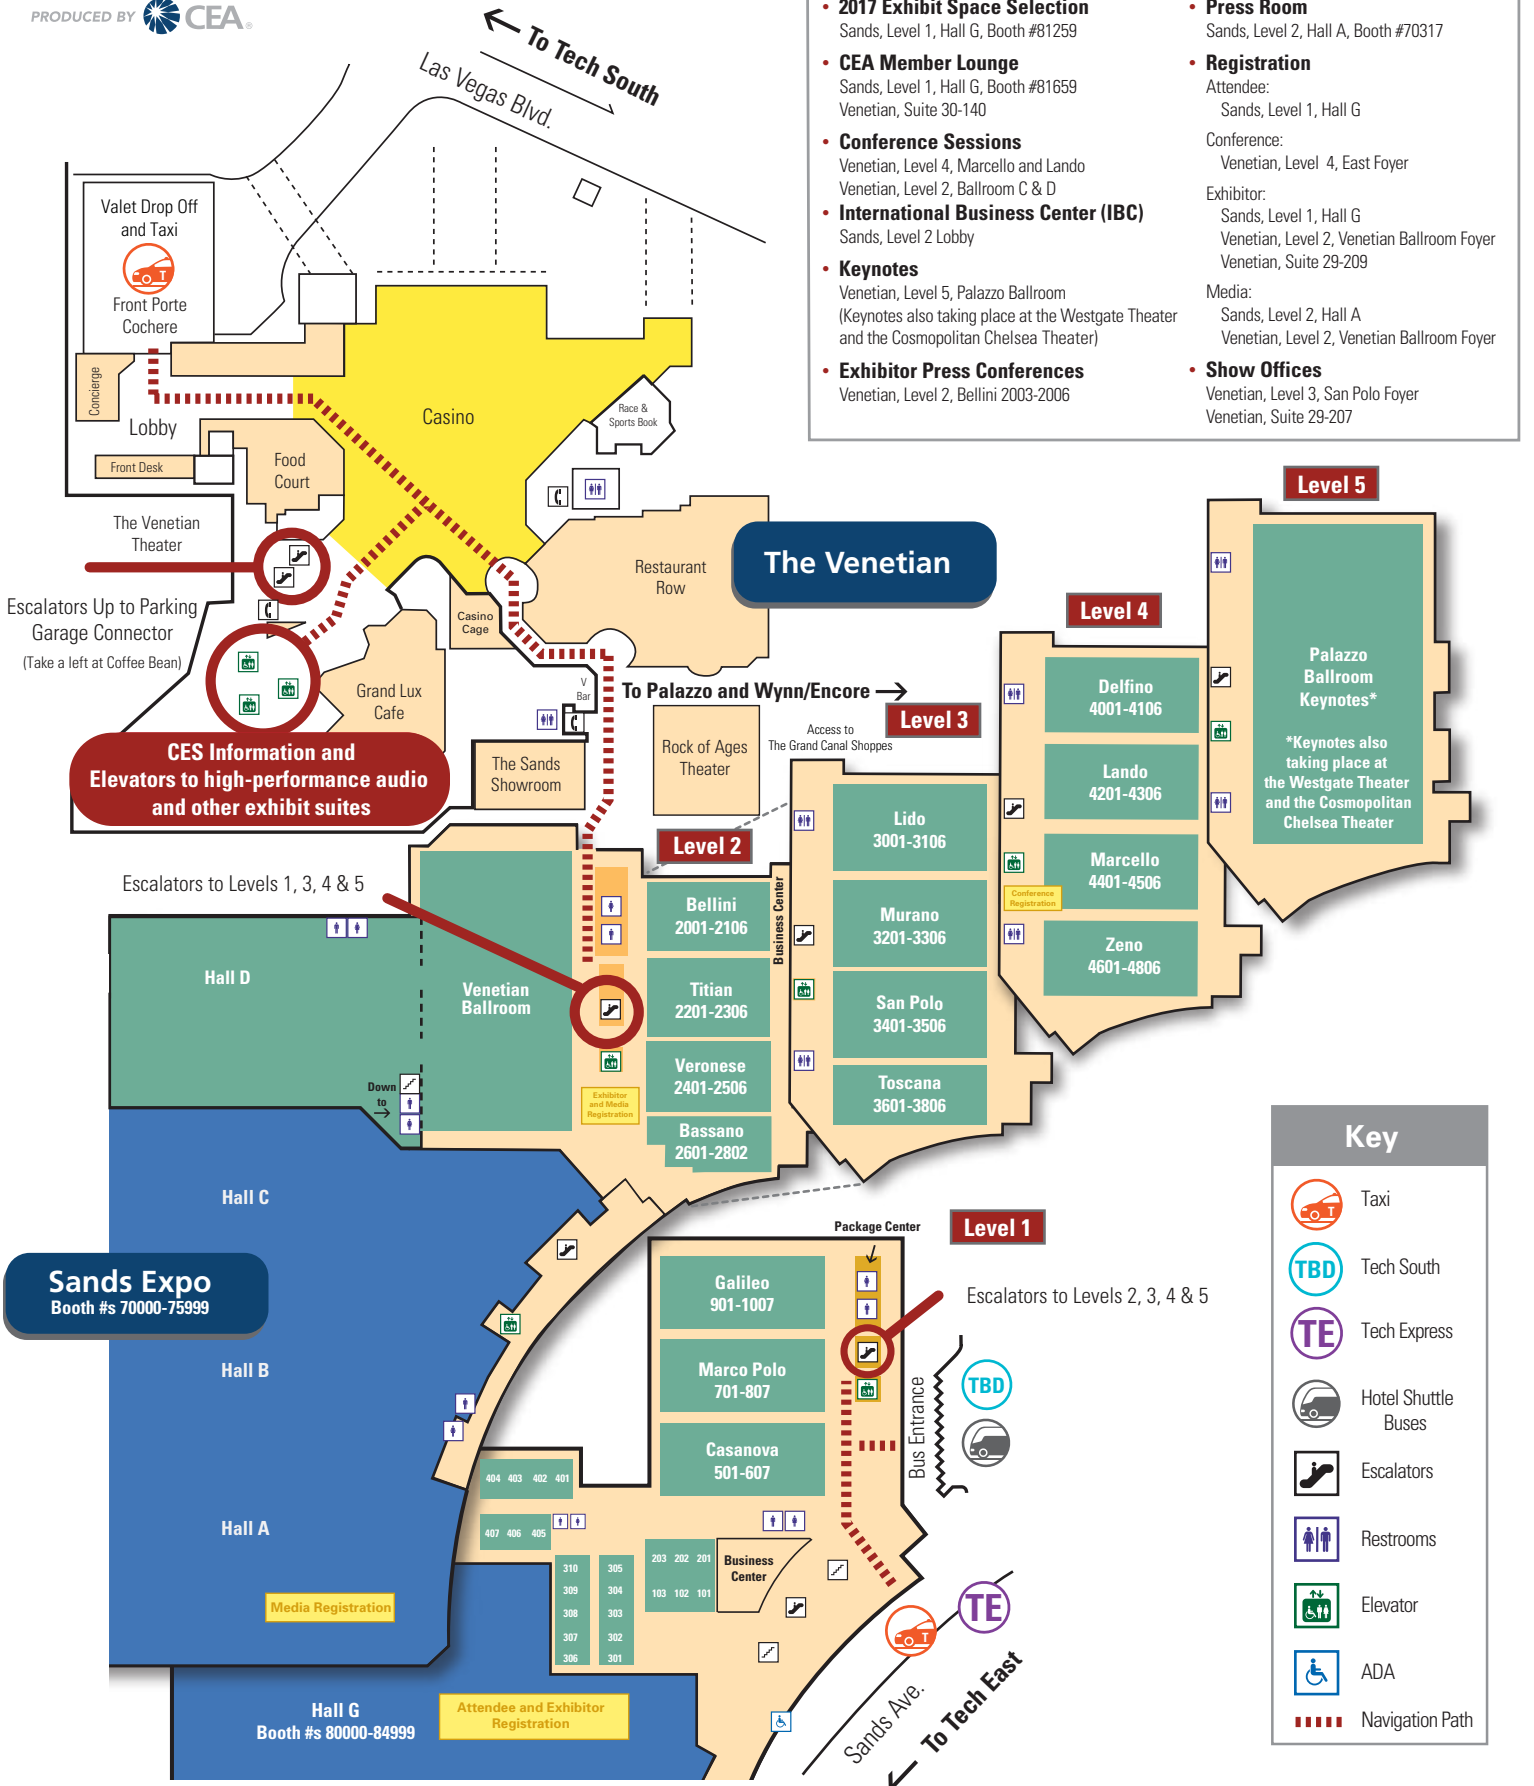 PRODUCED BY CEA®
To Tech South
Las Vegas Blvd.
• 2017 Exhibit Space Selection
Sands, Level 1, Hall G, Booth #81259
• CEA Member Lounge
Sands, Level 1, Hall G, Booth #81659
Venetian, Suite 30-140
• Conference Sessions
Venetian, Level 4, Marcello and Lando
Venetian, Level 2, Ballroom C & D
• International Business Center (IBC)
Sands, Level 2 Lobby
• Keynotes
Venetian, Level 5, Palazzo Ballroom
(Keynotes also taking place at the Westgate Theater
and the Cosmopolitan Chelsea Theater)
• Exhibitor Press Conferences
Venetian, Level 2, Bellini 2003-2006
• Press Room
Sands, Level 2, Hall A, Booth #70317
• Registration
Attendee:
Sands, Level 1, Hall G
Conference:
Venetian, Level 4, East Foyer
Exhibitor:
Sands, Level 1, Hall G
Venetian, Level 2, Venetian Ballroom Foyer
Venetian, Suite 29-209
Media:
Sands, Level 2, Hall A
Venetian, Level 2, Venetian Ballroom Foyer
• Show Offices
Venetian, Level 3, San Polo Foyer
Venetian, Suite 29-207
Valet Drop Off
and Taxi
T
Front Porte
Cochere
Concierge
Lobby
Front Desk
Food
Court
Casino
Race &
Sports Book
The Venetian
Theater
Escalators Up to Parking
Garage Connector
(Take a left at Coffee Bean)
Casino
Cage
Restaurant
Row
The Venetian
Grand Lux
Cafe
V
Bar
To Palazzo and Wynn/Encore
CES Information and
Elevators to high-performance audio
and other exhibit suites
The Sands
Showroom
Rock of Ages
Theater
Access to
The Grand Canal Shoppes
Level 5
Palazzo
Ballroom
Keynotes*
*Keynotes also
taking place at
the Westgate Theater
and the Cosmopolitan
Chelsea Theater
Level 4
Delfino
4001-4106
Lando
4201-4306
Marcello
4401-4506
Conference
Registration
Zeno
4601-4806
Level 3
Lido
3001-3106
Murano
3201-3306
San Polo
3401-3506
Toscana
3601-3806
Level 2
Business Center
Bellini
2001-2106
Titian
2201-2306
Veronese
2401-2506
Bassano
2601-2802
Exhibitor
and Media
Registration
Escalators to Levels 1, 3, 4 & 5
Venetian
Ballroom
Hall D
Down
to
Hall C
Sands Expo
Booth #s 70000-75999
Hall B
Hall A
Media Registration
Hall G
Booth #s 80000-84999
Attendee and Exhibitor
Registration
Level 1
Package Center
Galileo
901-1007
Marco Polo
701-807
Casanova
501-607
Escalators to Levels 2, 3, 4 & 5
Bus Entrance
TBD
404 403 402 401
407 406 405
310 305
309 304
308 303
307 302
306 301
203 202 201
103 102 101
Business
Center
T
TE
Sands Ave.
To Tech East
Key
T Taxi
TBD Tech South
TE Tech Express
Hotel Shuttle
Buses
Escalators
Restrooms
Elevator
ADA
Navigation Path